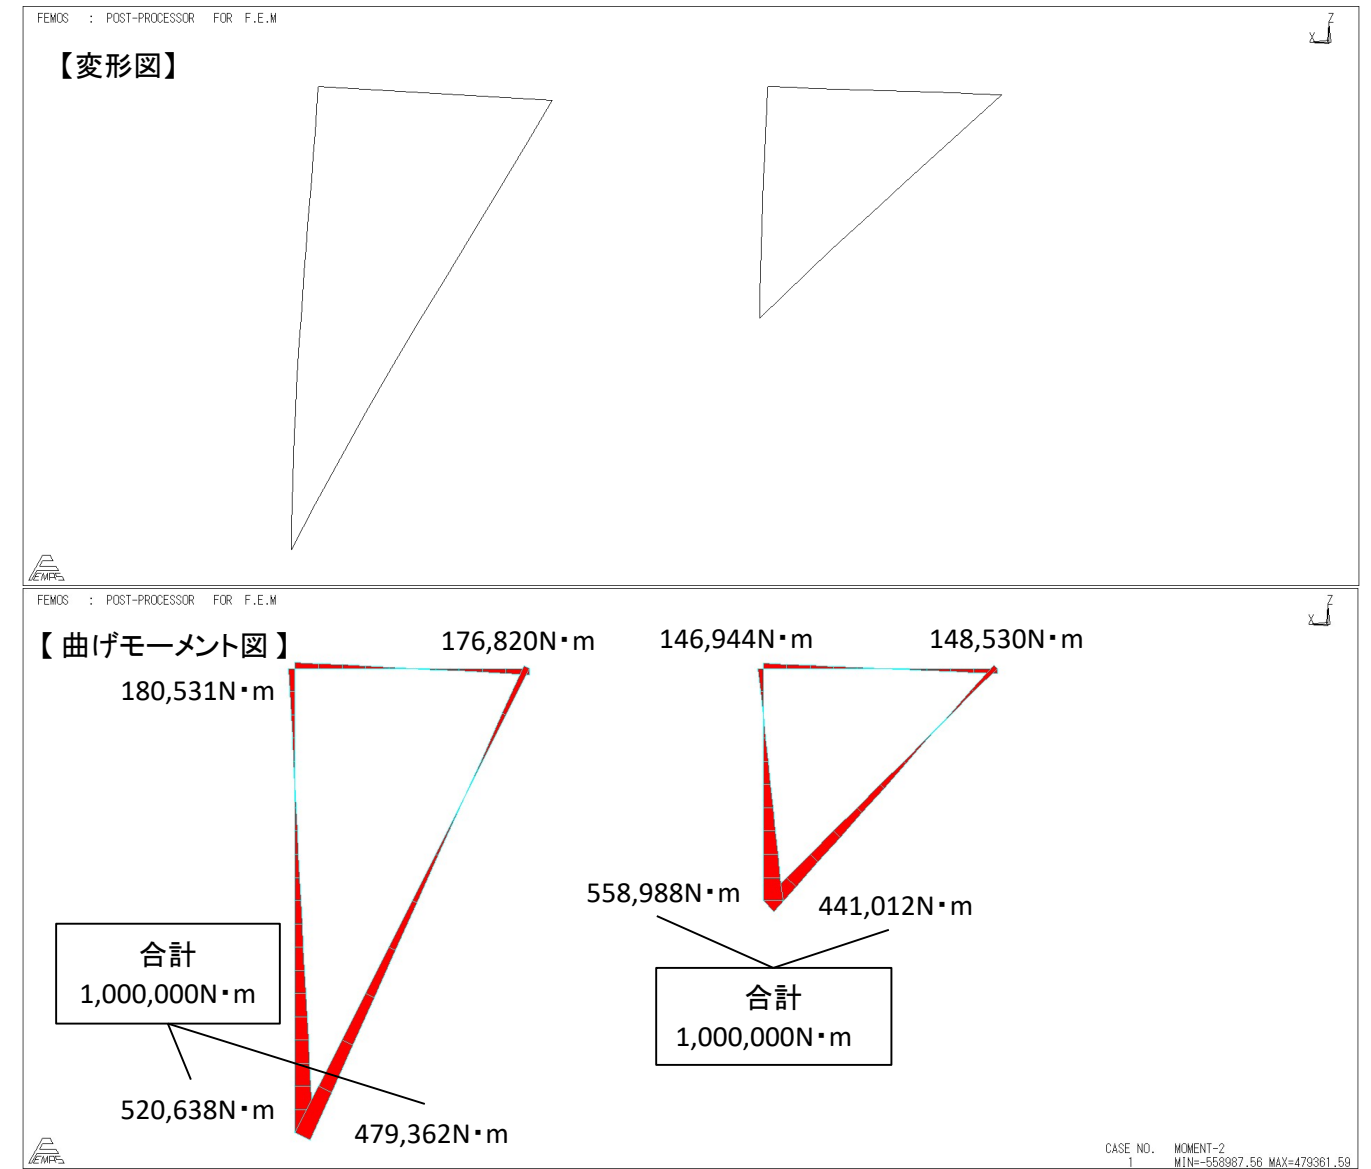 FEMOS : POST-PROCESSOR FOR F.E.M
Z
X
【変形図】
FEMPS
FEMOS : POST-PROCESSOR FOR F.E.M
Z
X
【 曲げモーメント図 】
176,820N・m
146,944N・m
148,530N・m
180,531N・m
558,988N・m
441,012N・m
合計
1,000,000N・m
合計
1,000,000N・m
520,638N・m
479,362N・m
FEMPS
CASE NO. MOMENT-2
1 MIN=-558987.56 MAX=479361.59